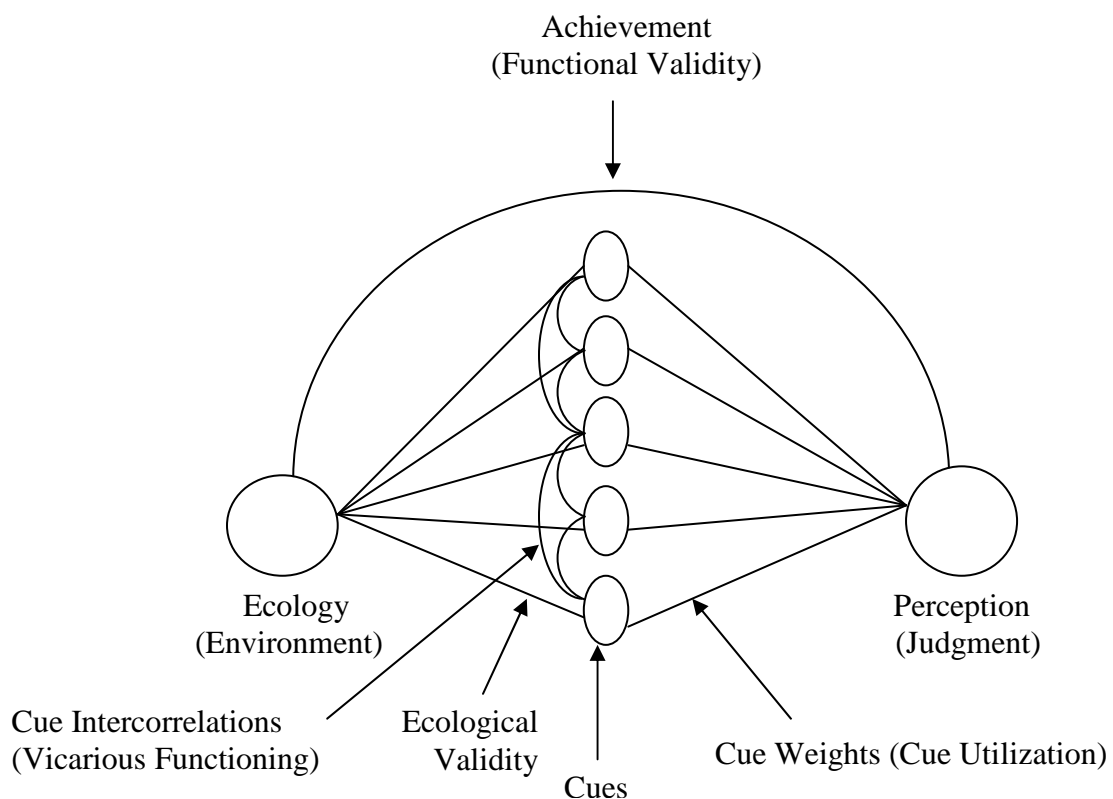 Achievement
(Functional Validity)
Ecology
(Environment)
Perception
(Judgment)
Cue Intercorrelations
(Vicarious Functioning)
Ecological
Validity
Cues
Cue Weights (Cue Utilization)